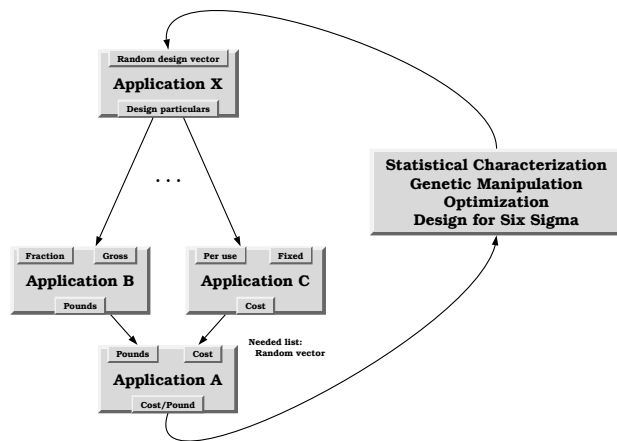 Random design vector
Application X
Design particulars
Statistical Characterization
Genetic Manipulation
Optimization
Design for Six Sigma
. . .
Fraction
Gross
Application B
Pounds
Per use
Fixed
Application C
Cost
Needed list:
Random vector
Pounds
Cost
Application A
Cost/Pound